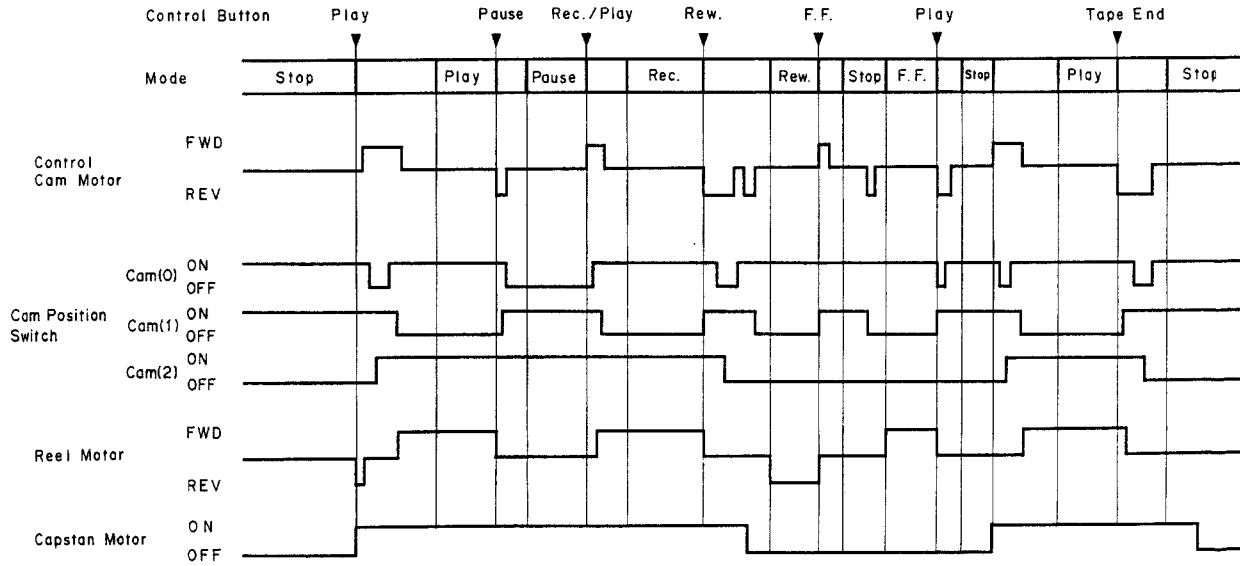 Control Button Play Pause Rec./Play Rew. F.F. Play Tape End
Mode Stop Play Pause Rec. Rew. Stop F.F. Stop Play Stop
FWD
Control
Cam Motor
REV
Cam(0) ON
OFF
Cam Position
Switch
Cam(1) ON
OFF
Cam(2) ON
OFF
FWD
Reel Motor
REV
ON
Capstan Motor
OFF